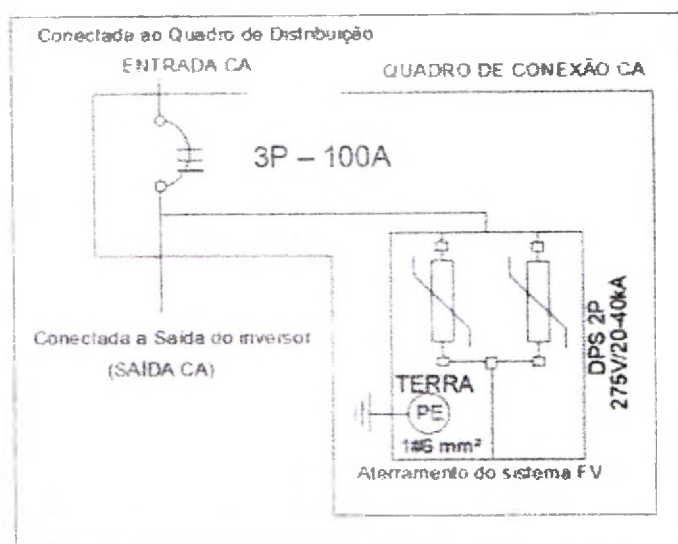 Conectada ao Quadro de Distribuição
ENTRADA CA
QUADRO DE CONEXÃO CA
3P – 100A
Conectada a Saída do inversor
(SAÍDA CA)
DPS 2P
275V/20-40kA
TERRA
PE
1#6 mm²
Aterramento do sistema FV